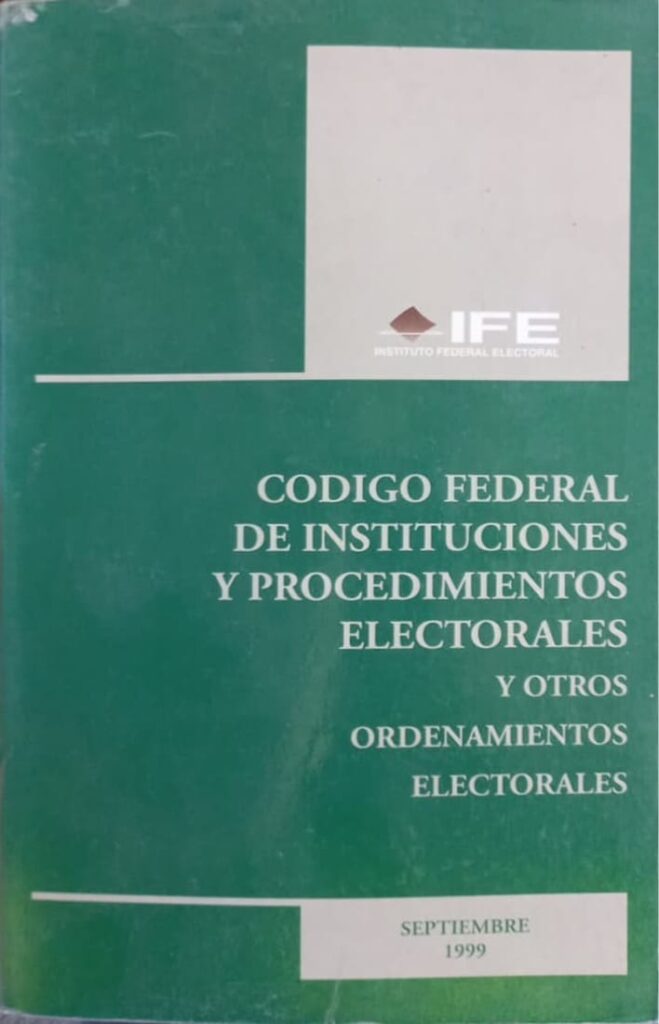 IFE
INSTITUTO FEDERAL ELECTORAL
CODIGO FEDERAL
DE INSTITUCIONES
Y PROCEDIMIENTOS
ELECTORALES
Y OTROS
ORDENAMIENTOS
ELECTORALES
SEPTIEMBRE
1999